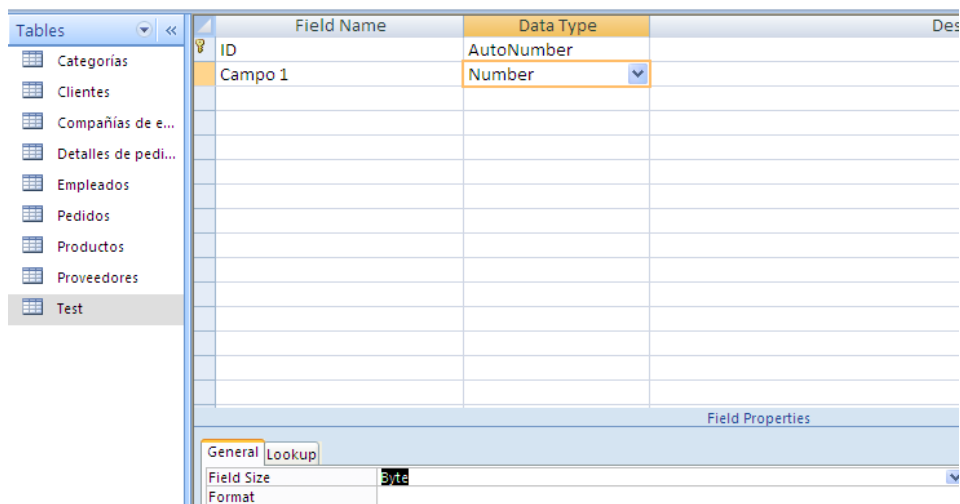 Tables
Categorías
Clientes
Compañías de e...
Detalles de pedi...
Empleados
Pedidos
Productos
Proveedores
Test
Field Name Data Type Des
ID AutoNumber
Campo 1 Number
Field Properties
General Lookup
Field Size Byte
Format